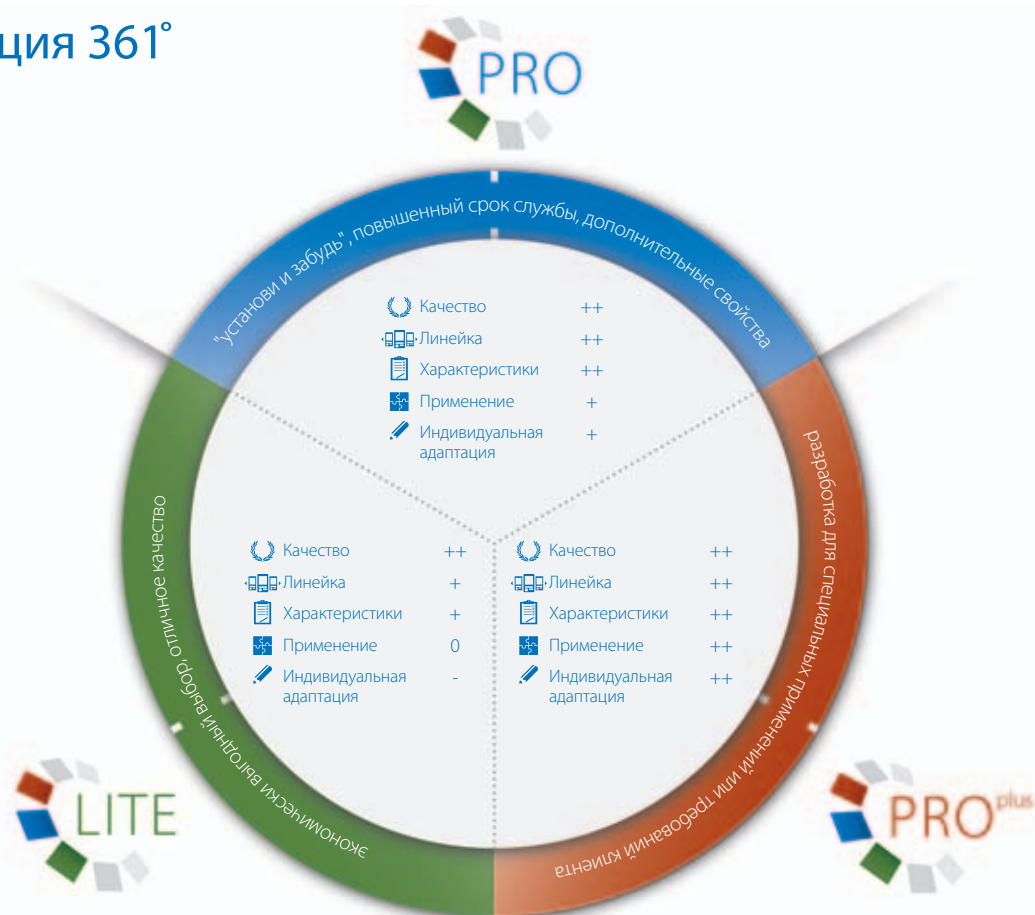 ция 361°
PRO
"установи и забудь", повышенный срок службы, дополнительные свойства
Качество ++
Линейка ++
Характеристики ++
Применение +
Индивидуальная +
адаптация
экономически выгодный выбор, отличное качество
Качество ++
Линейка +
Характеристики +
Применение 0
Индивидуальная -
адаптация
разработка для специальных применений или требований клиента
Качество ++
Линейка ++
Характеристики ++
Применение ++
Индивидуальная ++
адаптация
LITE
PROplus